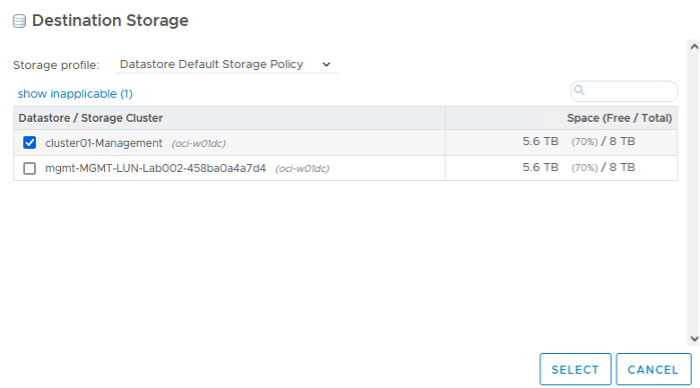 Destination Storage
Storage profile: Datastore Default Storage Policy
show inapplicable (1)
Datastore / Storage Cluster Space (Free / Total)
cluster01-Management (oci-w01dc) 5.6 TB (70%) / 8 TB
mgmt-MGMT-LUN-Lab002-458ba0a4a7d4 (oci-w01dc) 5.6 TB (70%) / 8 TB
SELECT CANCEL